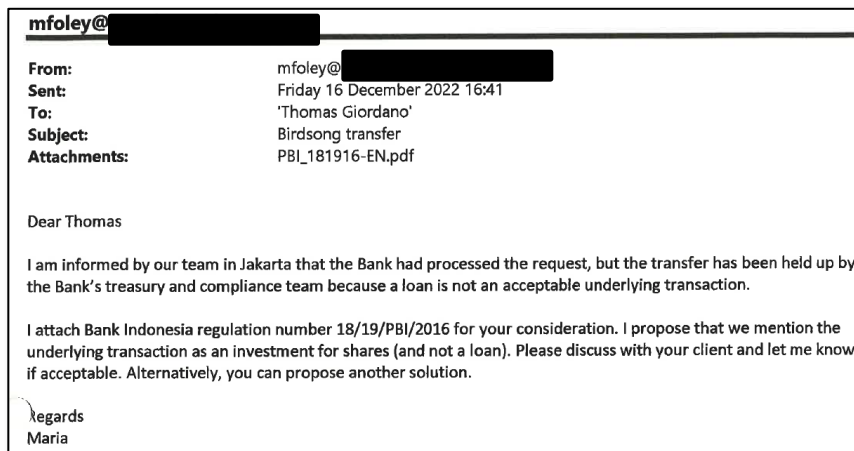 mfoley@
From: mfoley@
Sent: Friday 16 December 2022 16:41
To: 'Thomas Giordano'
Subject: Birdsong transfer
Attachments: PBI_181916-EN.pdf
Dear Thomas
I am informed by our team in Jakarta that the Bank had processed the request, but the transfer has been held up by
the Bank's treasury and compliance team because a loan is not an acceptable underlying transaction.
I attach Bank Indonesia regulation number 18/19/PBI/2016 for your consideration. I propose that we mention the
underlying transaction as an investment for shares (and not a loan). Please discuss with your client and let me know
if acceptable. Alternatively, you can propose another solution.
Regards
Maria